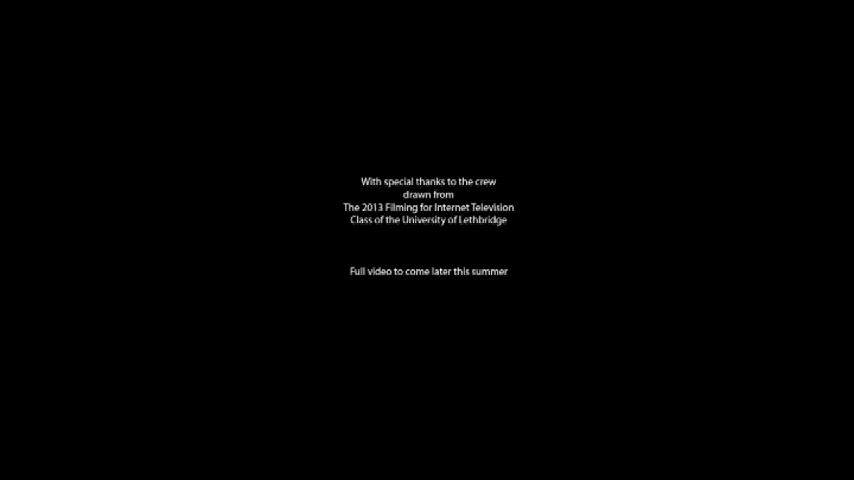 With special thanks to the crew
drawn from
The 2013 Filming for Internet Television
Class of the University of Lethbridge
Full video to come later this summer